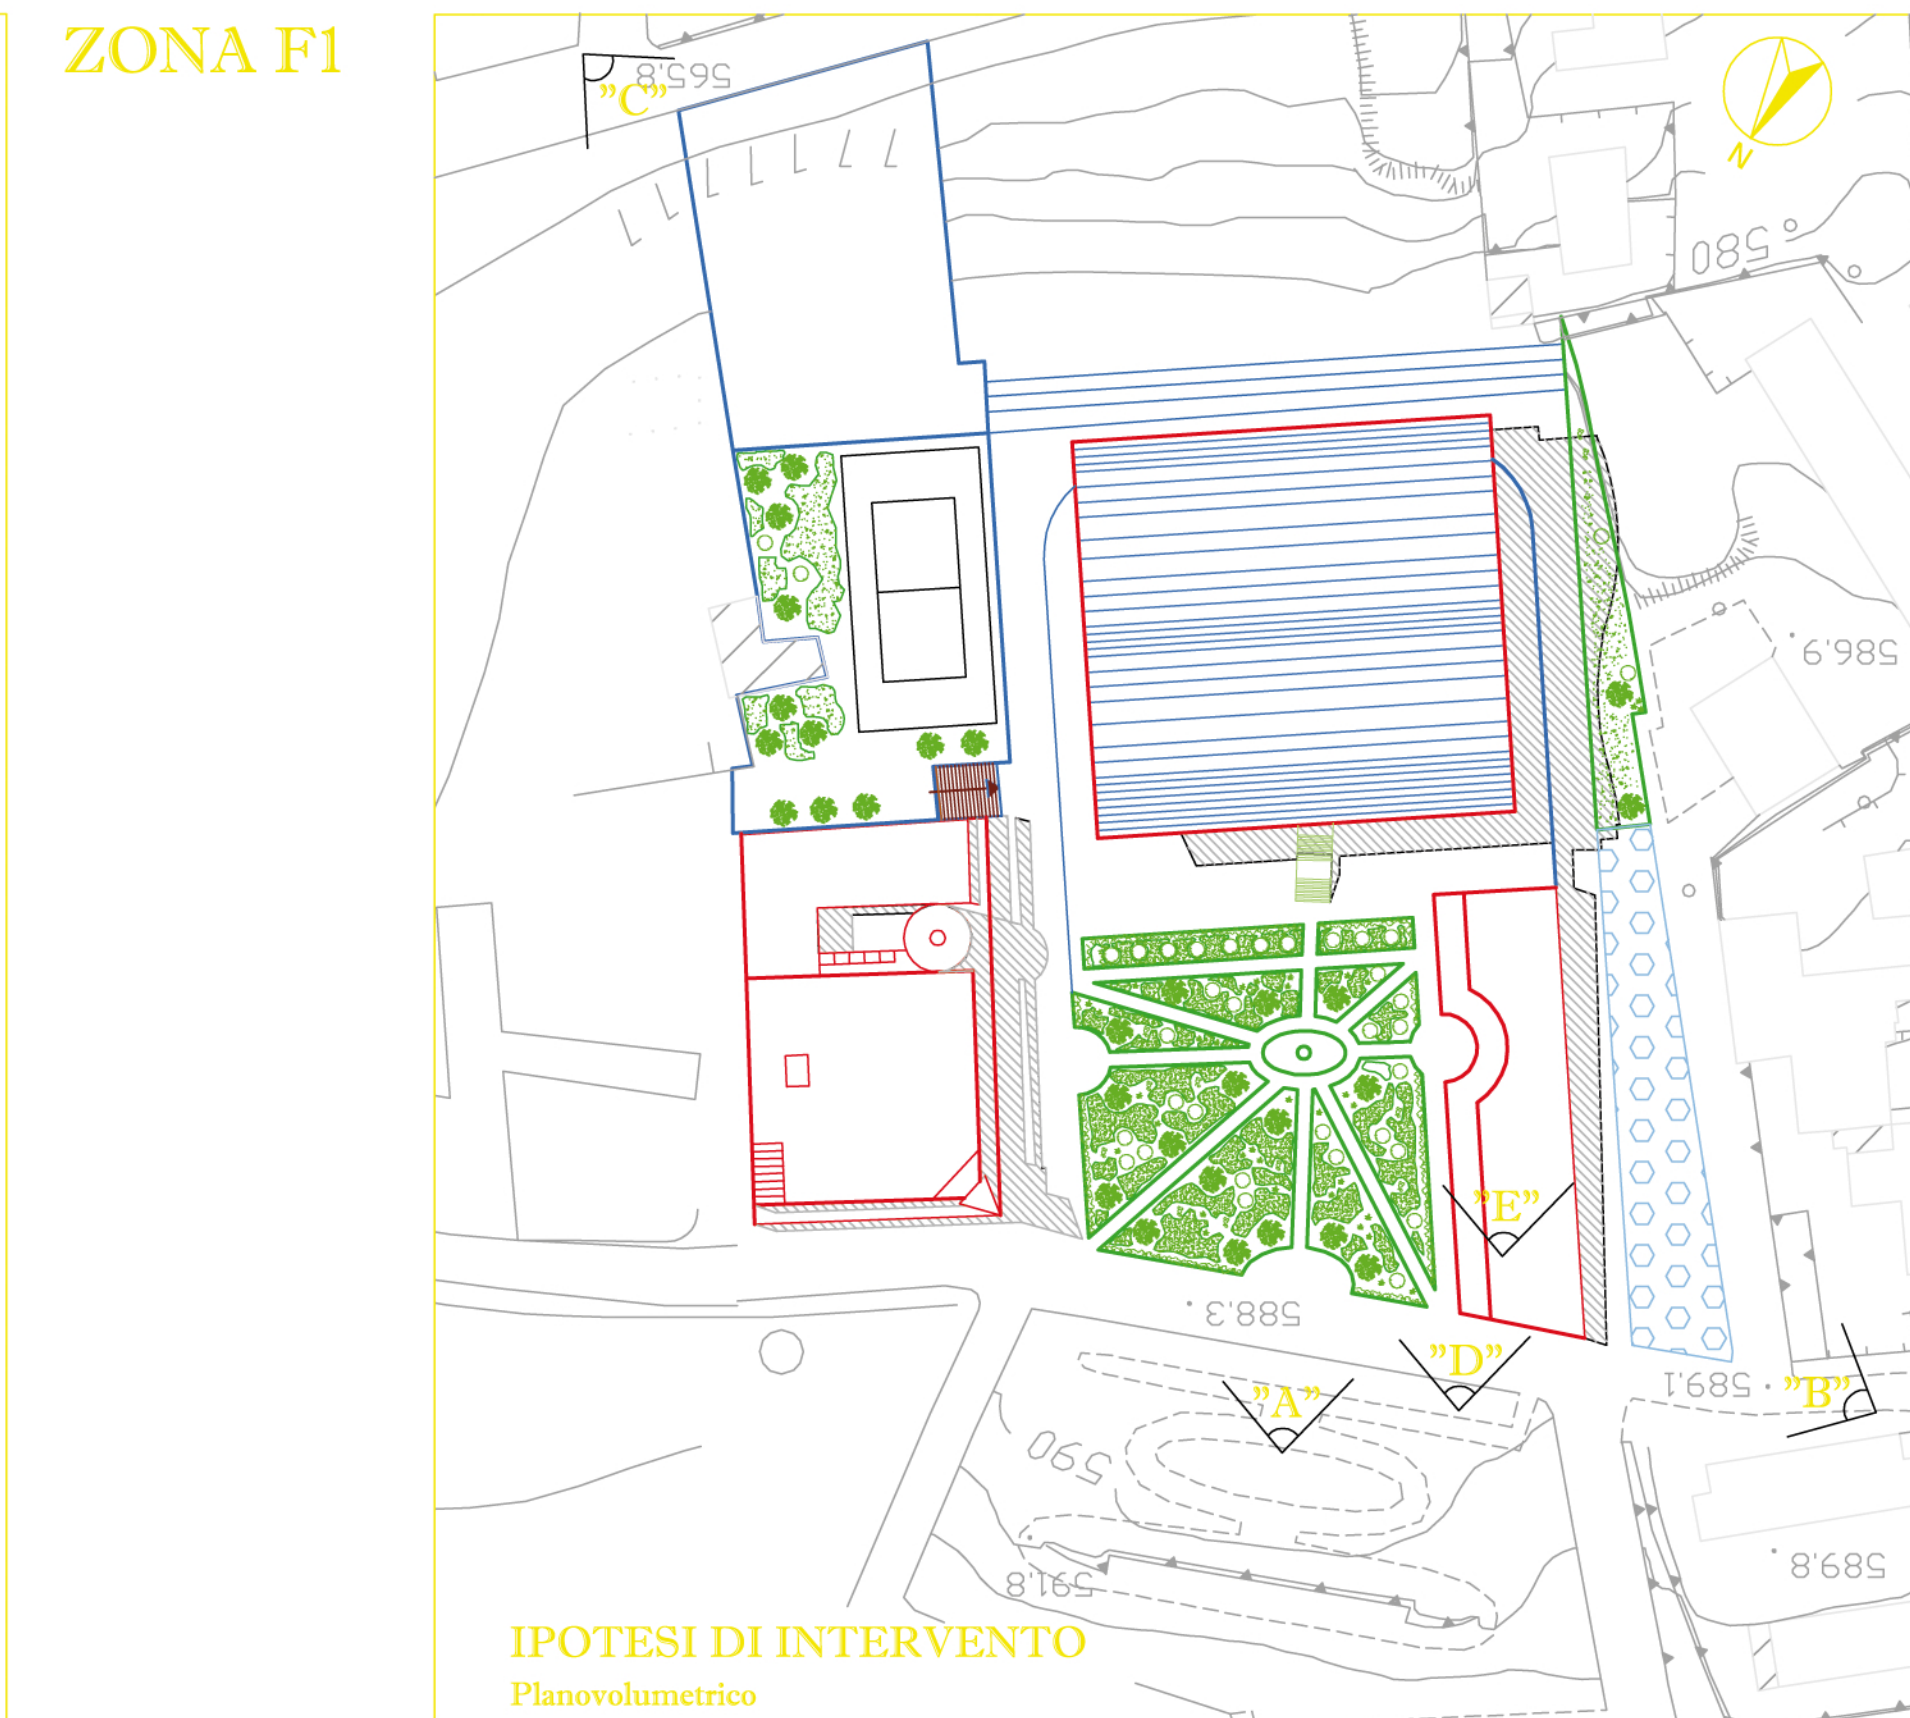 ZONA F1
565.8
"C"
N
580
586.9
"E"
588.3
"D"
589.1
"B"
"A"
590
589.8
591.8
IPOTESI DI INTERVENTO
Planovolumetrico